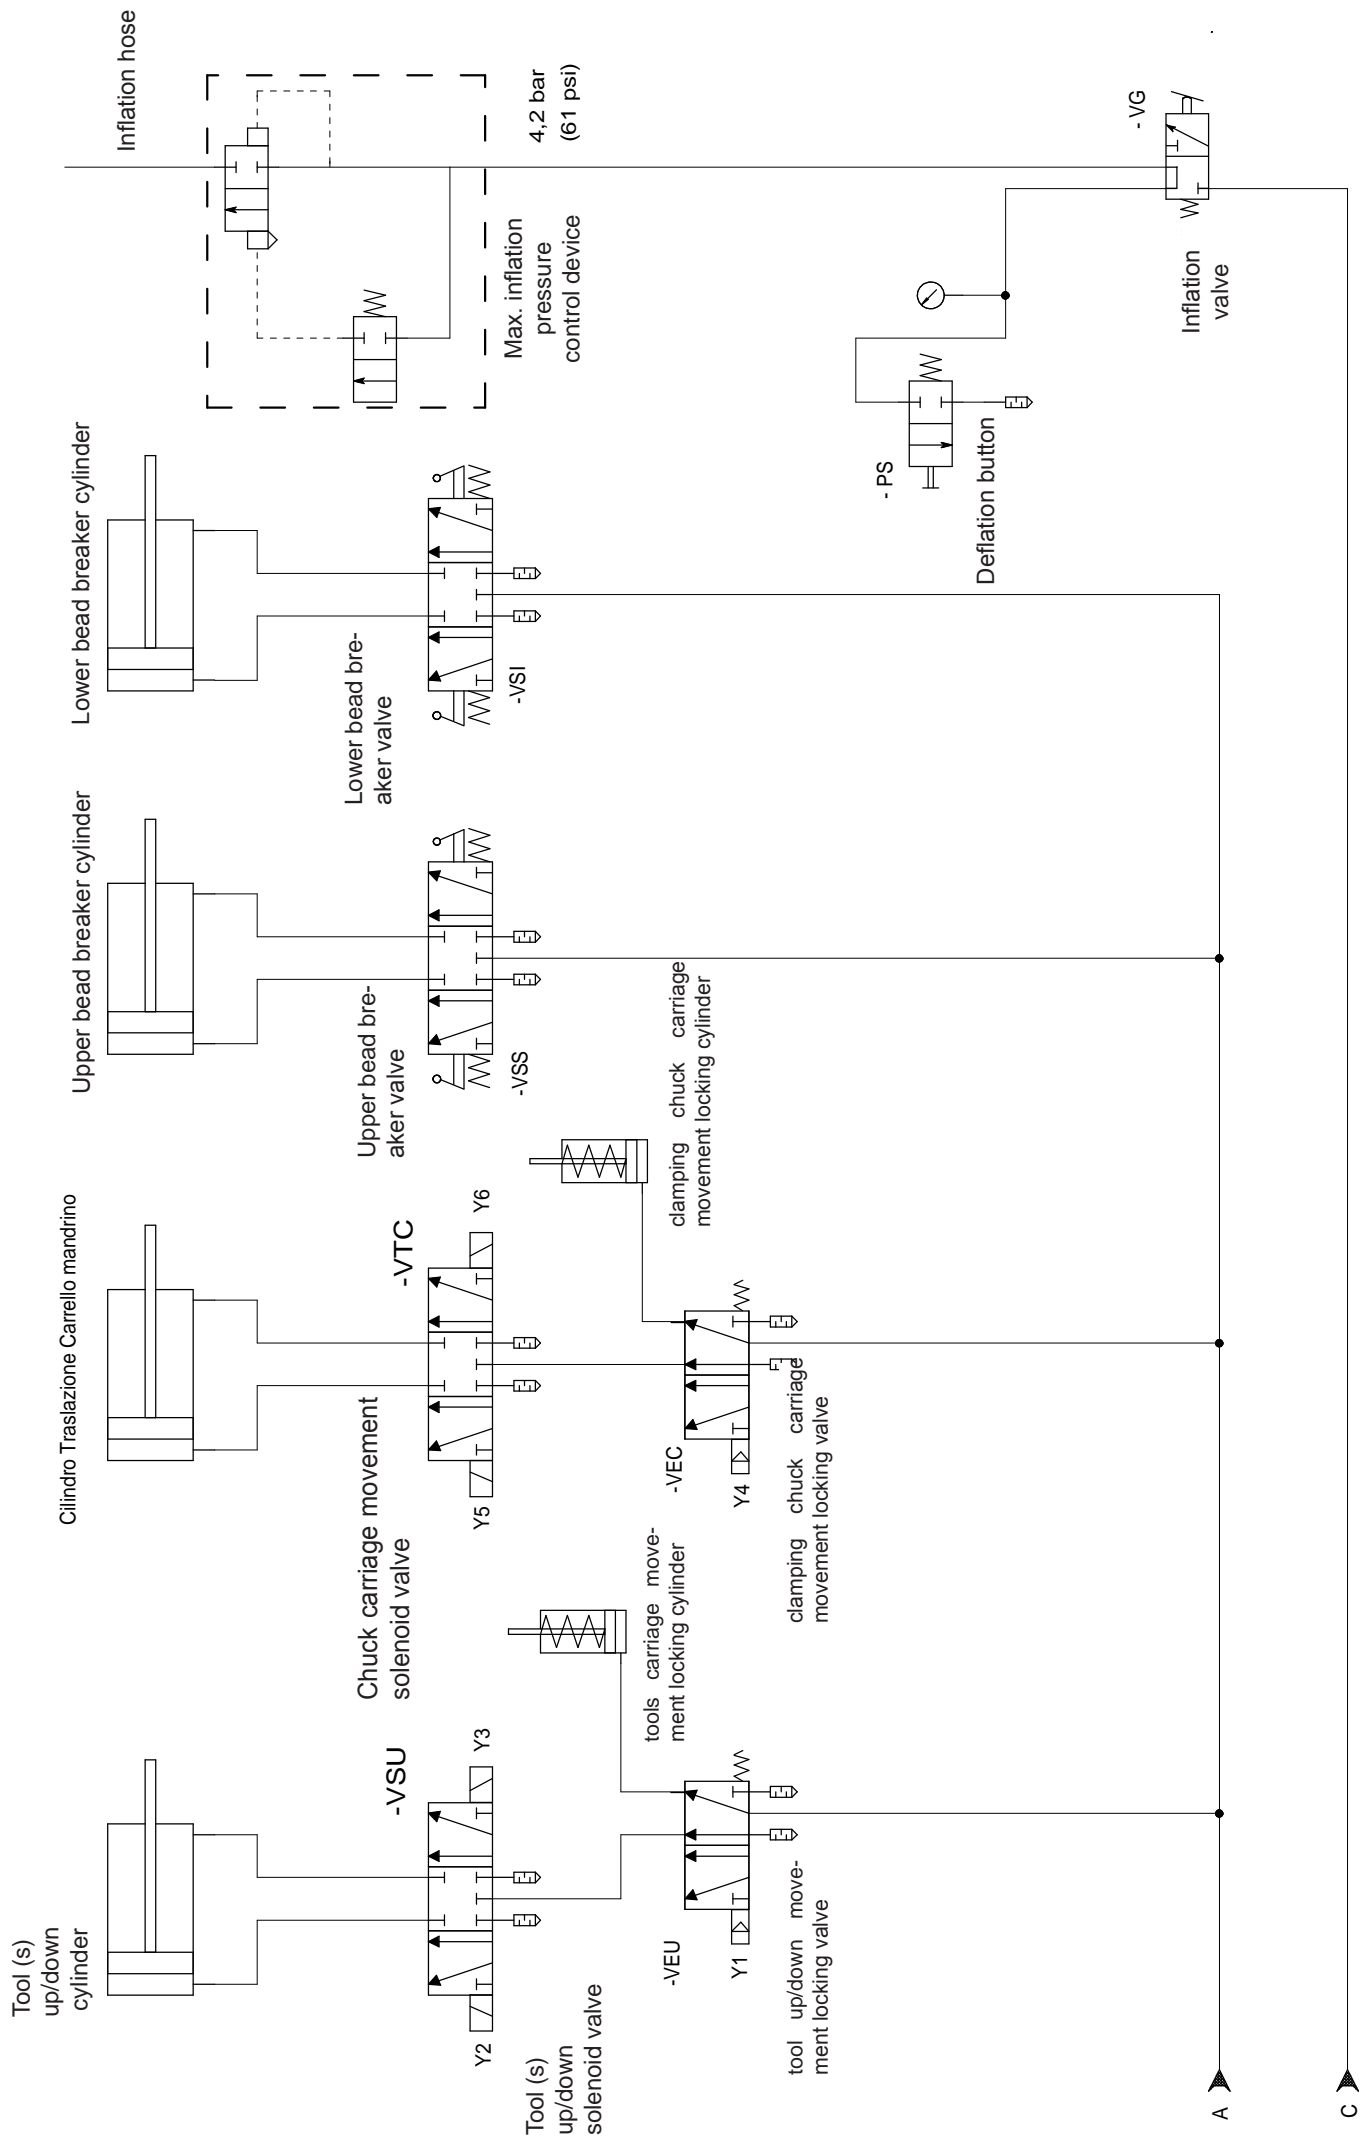 Tool (s)
up/down
cylinder
Cilindro Traslazione Carrello mandrino
Upper bead breaker cylinder
Lower bead breaker cylinder
Inflation hose
Y2
-VSU
Y3
Tool (s)
up/down
solenoid valve
Chuck carriage movement
solenoid valve
Y5
-VTC
Y6
Upper bead bre-
aker valve
-VSS
Lower bead bre-
aker valve
-VSI
Max. inflation
pressure
control device
4,2 bar
(61 psi)
-VEU
Y1
tools carriage move-
ment locking cylinder
tool up/down move-
ment locking valve
-VEC
Y4
clamping chuck carriage
movement locking cylinder
clamping chuck carriage
movement locking valve
- PS
Deflation button
- VG
Inflation
valve
A
C